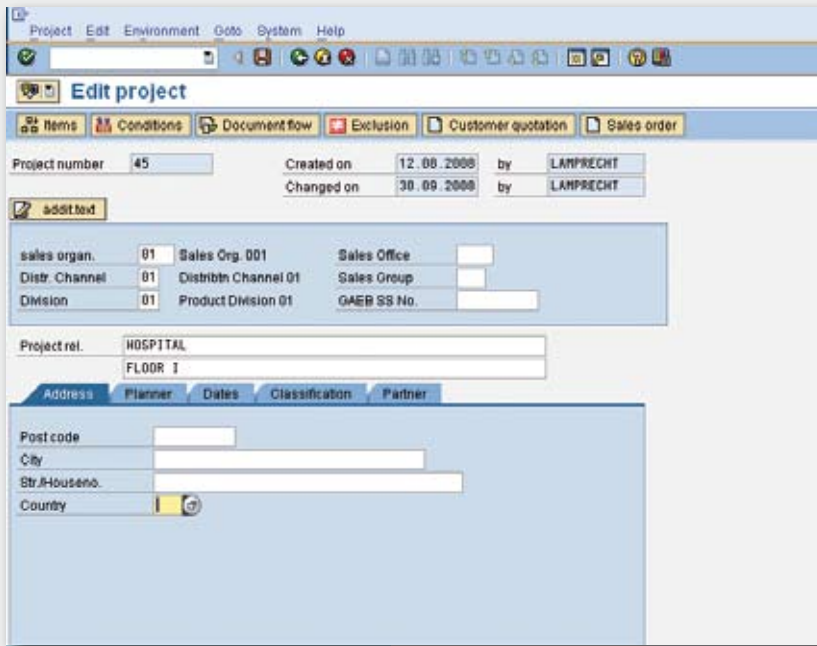 Project Edit Environment Goto System Help
Edit project
Items Conditions Document flow Exclusion Customer quotation Sales order
Project number 45 Created on 12.08.2008 by LAMPRECHT
Changed on 30.09.2008 by LAMPRECHT
addit.text
sales organ. 01 Sales Org. 001 Sales Office
Distr. Channel 01 Distribtn Channel 01 Sales Group
Division 01 Product Division 01 GAEB SS No.
Project rel. HOSPITAL
FLOOR I
Address Planner Dates Classification Partner
Post code
City
Str./Houseno.
Country